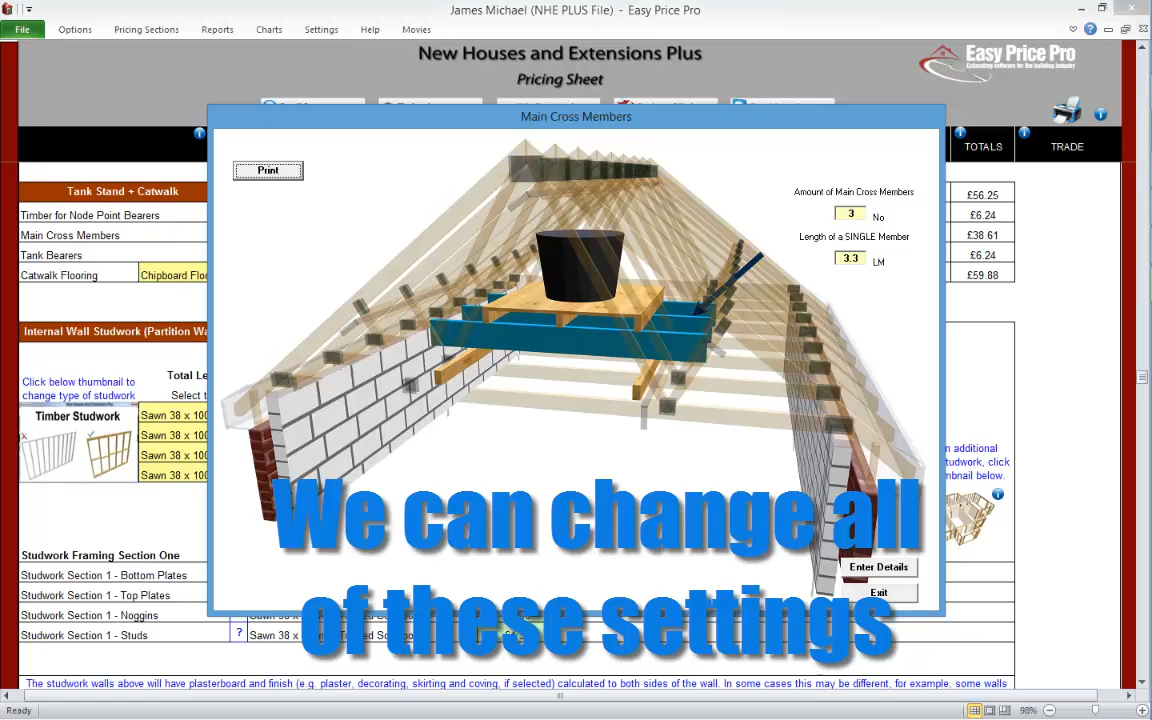 James Michael (NHE PLUS File) - Easy Price Pro
File Options Pricing Sections Reports Charts Settings Help Movies
New Houses and Extensions Plus
Pricing Sheet
Easy Price Pro
Estimating software for the building industry
Main Cross Members
TOTALS
TRADE
Print
Tank Stand + Catwalk
£56.25
Timber for Node Point Bearers
£6.24
Main Cross Members
£38.61
Tank Bearers
£6.24
Catwalk Flooring
Chipboard Floo
£59.88
Amount of Main Cross Members
3 No
Length of a SINGLE Member
3.3 LM
Internal Wall Studwork (Partition Wa
Click below thumbnail to
change type of studwork
Total Le
Select t
Timber Studwork
Sawn 38 x 100
Sawn 38 x 100
Sawn 38 x 100
Sawn 38 x 100
n additional
tudwork, click
mbnail below.
We can change all
of these settings
Enter Details
Exit
Studwork Framing Section One
Studwork Section 1 - Bottom Plates
Studwork Section 1 - Top Plates
Studwork Section 1 - Noggins
Studwork Section 1 - Studs
?
Sawn 38 x
The studwork walls above will have plasterboard and finish (e.g. plaster, decorating, skirting and coving, if selected) calculated to both sides of the wall. In some cases this may be different, for example, some walls
Ready
98%